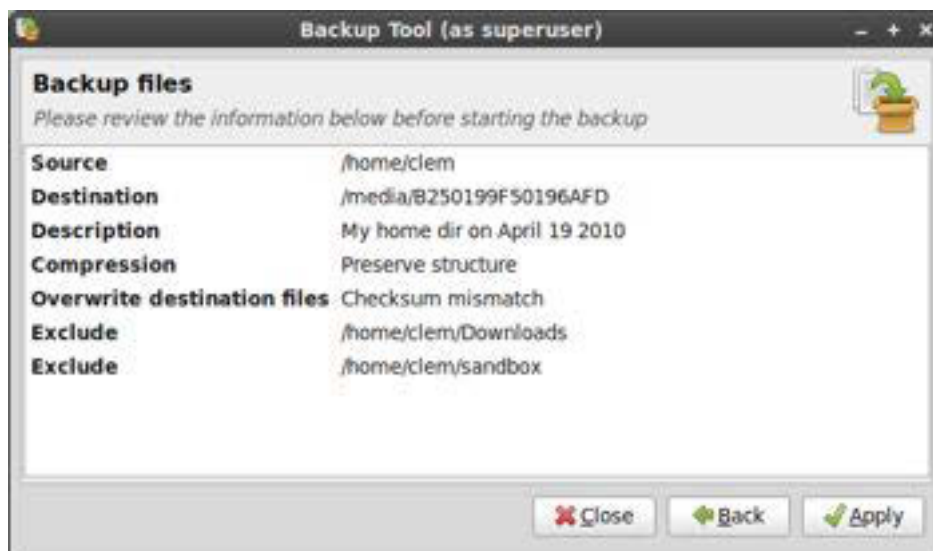 Backup Tool (as superuser)
Backup files
Please review the information below before starting the backup
Source /home/clem
Destination /media/B250199F50196AFD
Description My home dir on April 19 2010
Compression Preserve structure
Overwrite destination files Checksum mismatch
Exclude /home/clem/Downloads
Exclude /home/clem/sandbox
Close Back Apply